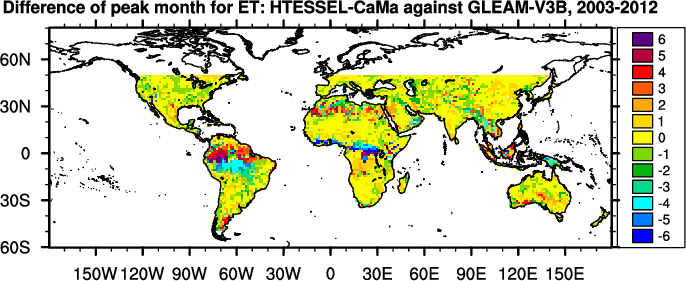 Difference of peak month for ET: HTESSEL-CaMa against GLEAM-V3B, 2003-2012
60N
30N
0
30S
60S
150W 120W 90W 60W 30W 0 30E 60E 90E 120E 150E
6
5
4
3
2
1
0
-1
-2
-3
-4
-5
-6